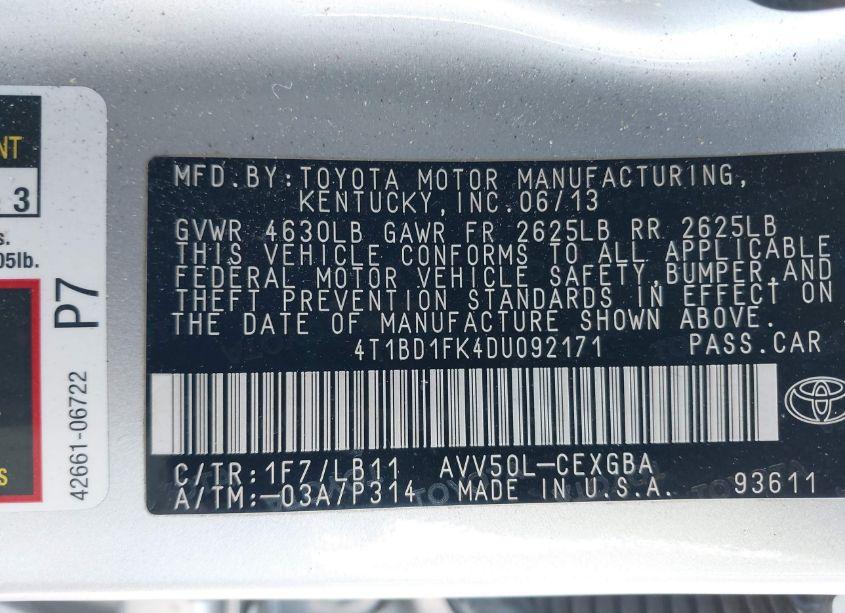 NT
3
s.
05lb.
P7
42661-06722
s
MFD.BY:TOYOTA MOTOR MANUFACTURING,
KENTUCKY,INC.06/13
GVWR 4630LB GAWR FR 2625LB RR 2625LB
THIS VEHICLE CONFORMS TO ALL APPLICABLE
FEDERAL MOTOR VEHICLE SAFETY,BUMPER,AND
THEFT PREVENTION STANDARDS IN EFFECT ON
THE DATE OF MANUFACTURE SHOWN ABOVE.
4T1BD1FK4DU092171 PASS.CAR
C/TR:1F7/LB11 AVV50L-CEXGBA
A/TM:-03A/P314 MADE IN U.S.A. 93611